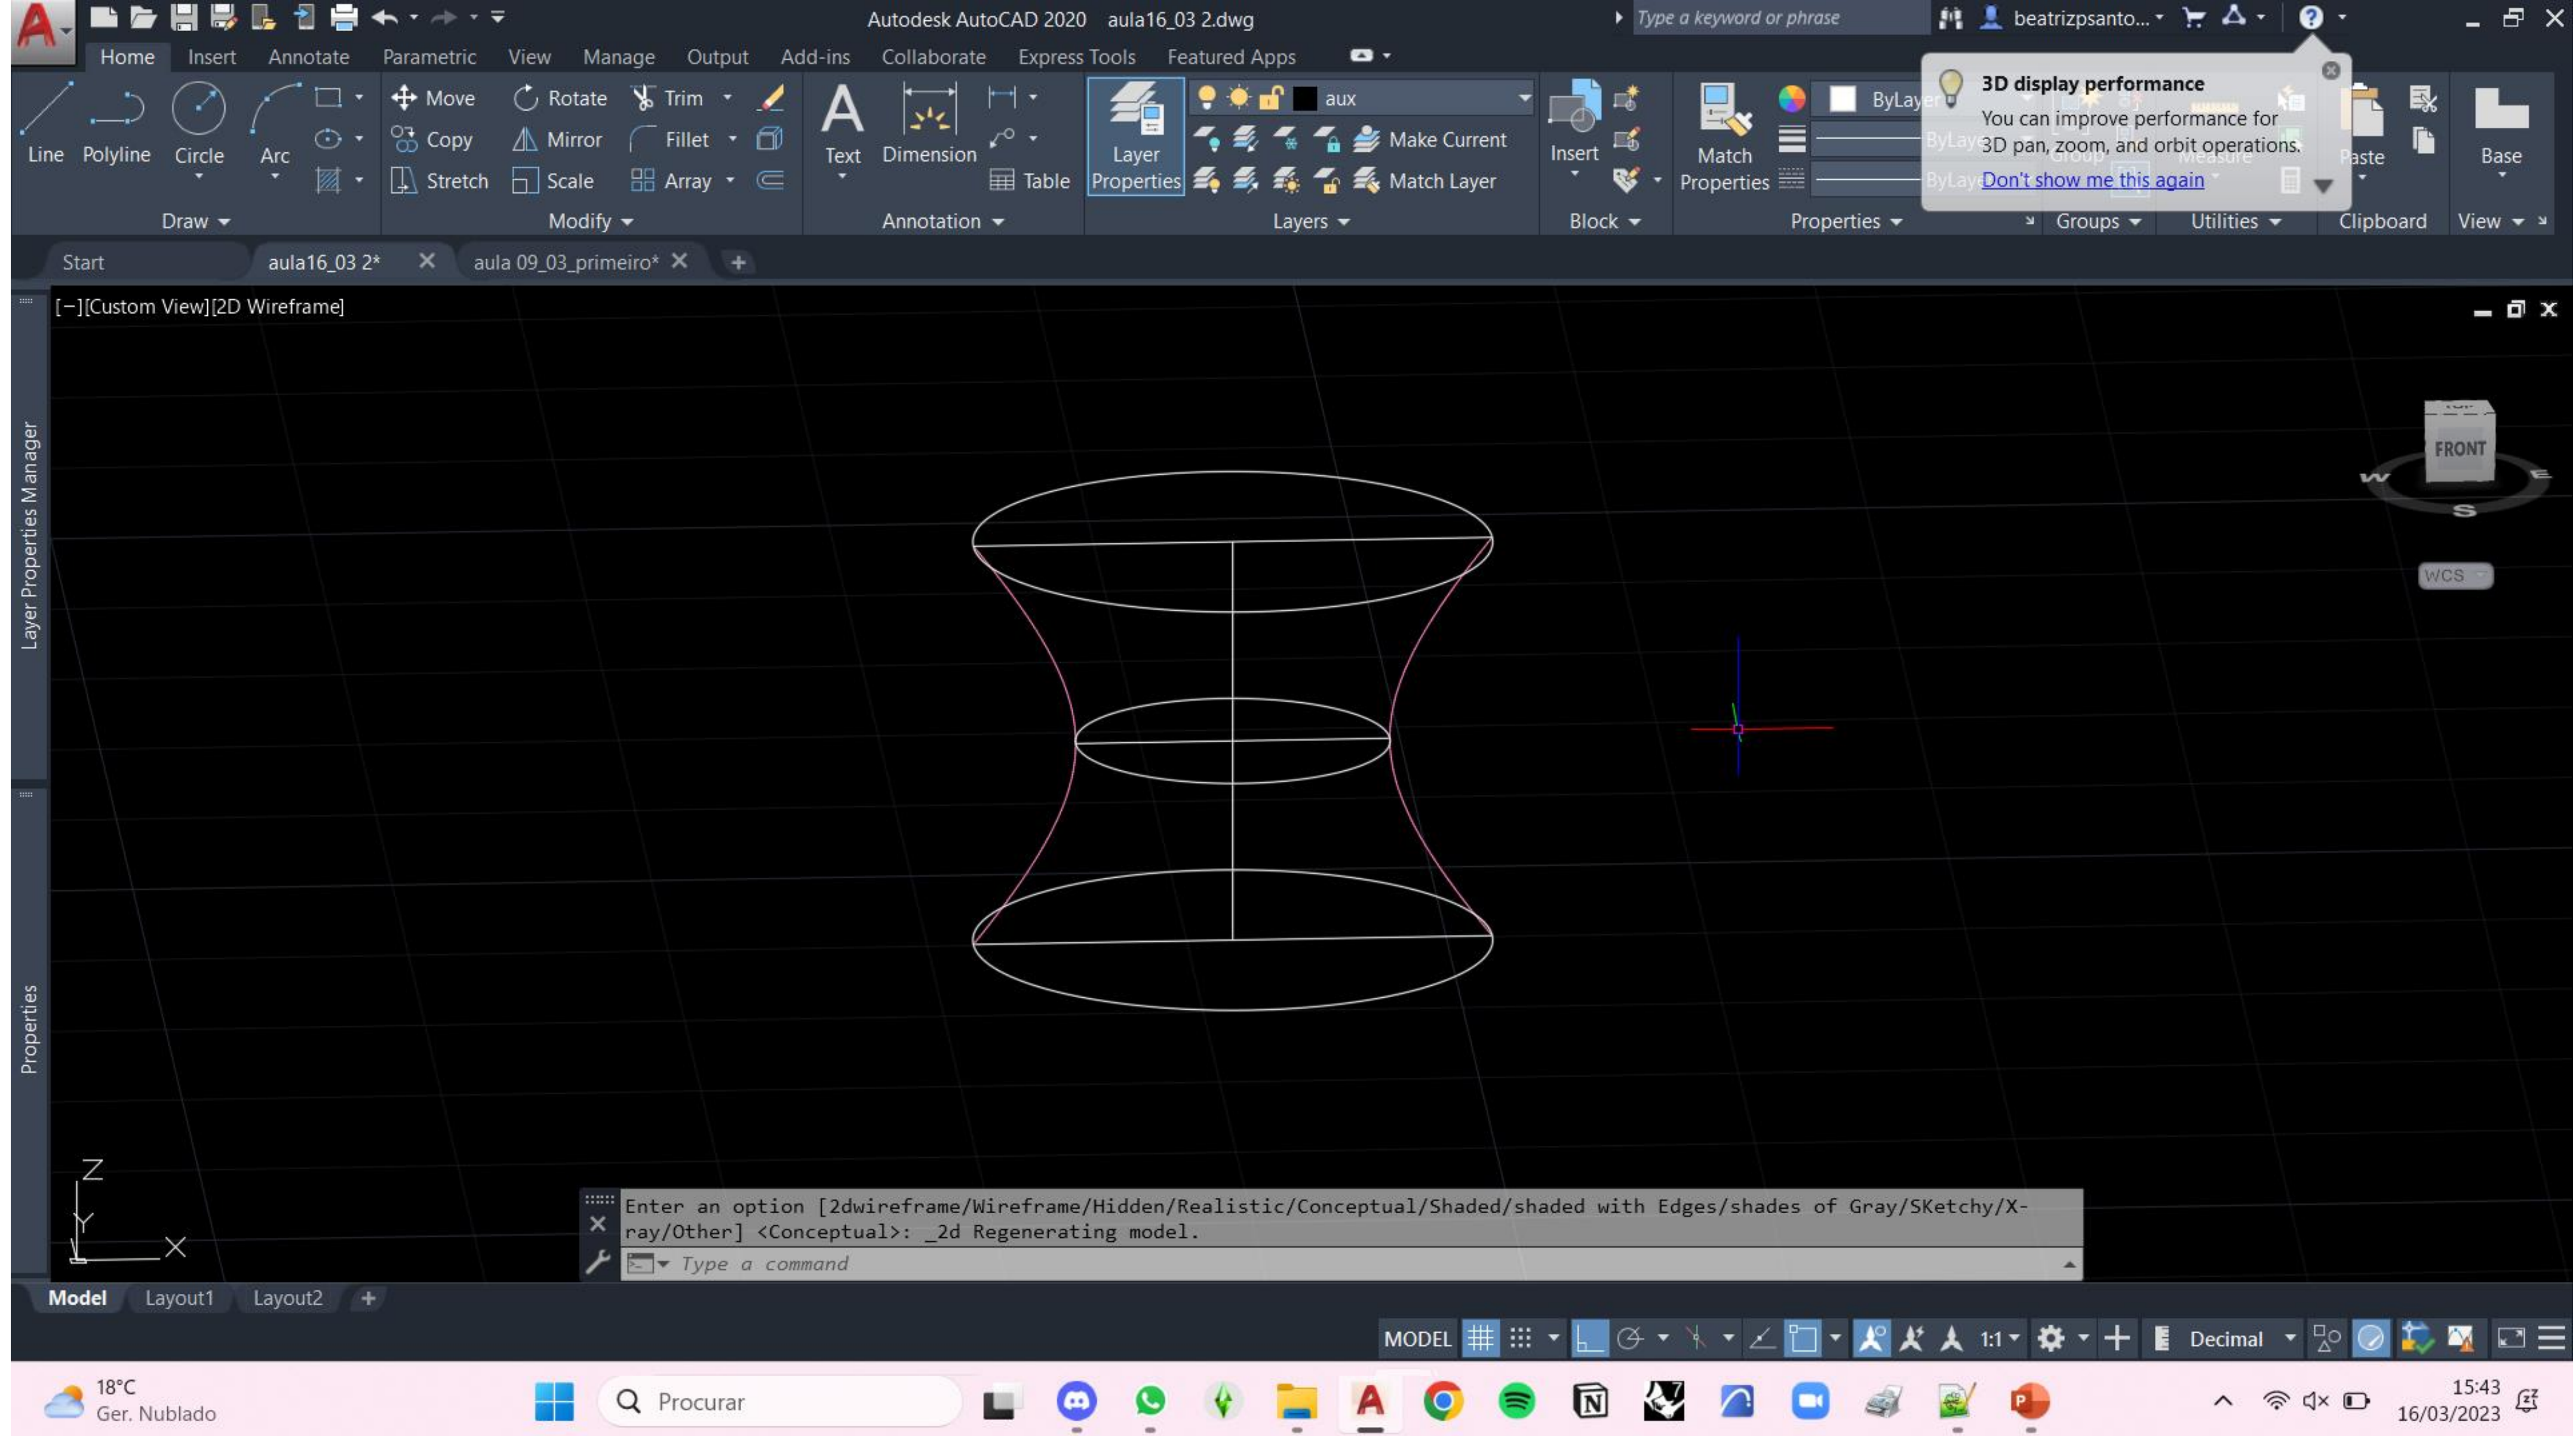 Autodesk AutoCAD 2020 aula16_03 2.dwg
Type a keyword or phrase
beatrizpsanto...
Home Insert Annotate Parametric View Manage Output Add-ins Collaborate Express Tools Featured Apps
3D display performance
You can improve performance for
3D pan, zoom, and orbit operations.
Don't show me this again
Line Polyline Circle Arc
Move Rotate Trim
Copy Mirror Fillet
Stretch Scale Array
Text Dimension
Table
Layer
Properties
aux
Make Current
Match Layer
Insert
Match
Properties
ByLayer
ByLaye
ByLaye
Group
Measure
Paste
Base
Draw Modify Annotation Layers Block Properties Groups Utilities Clipboard View
Start aula16_03 2* aula 09_03_primeiro*
[−][Custom View][2D Wireframe]
Layer Properties Manager
Properties
TOP
FRONT
W
E
S
WCS
Z
Y
X
Enter an option [2dwireframe/Wireframe/Hidden/Realistic/Conceptual/Shaded/shaded with Edges/shades of Gray/SKetchy/X-
ray/Other] <Conceptual>: _2d Regenerating model.
Type a command
Model Layout1 Layout2
MODEL 1:1 Decimal
18°C
Ger. Nublado
Procurar
15:43
16/03/2023